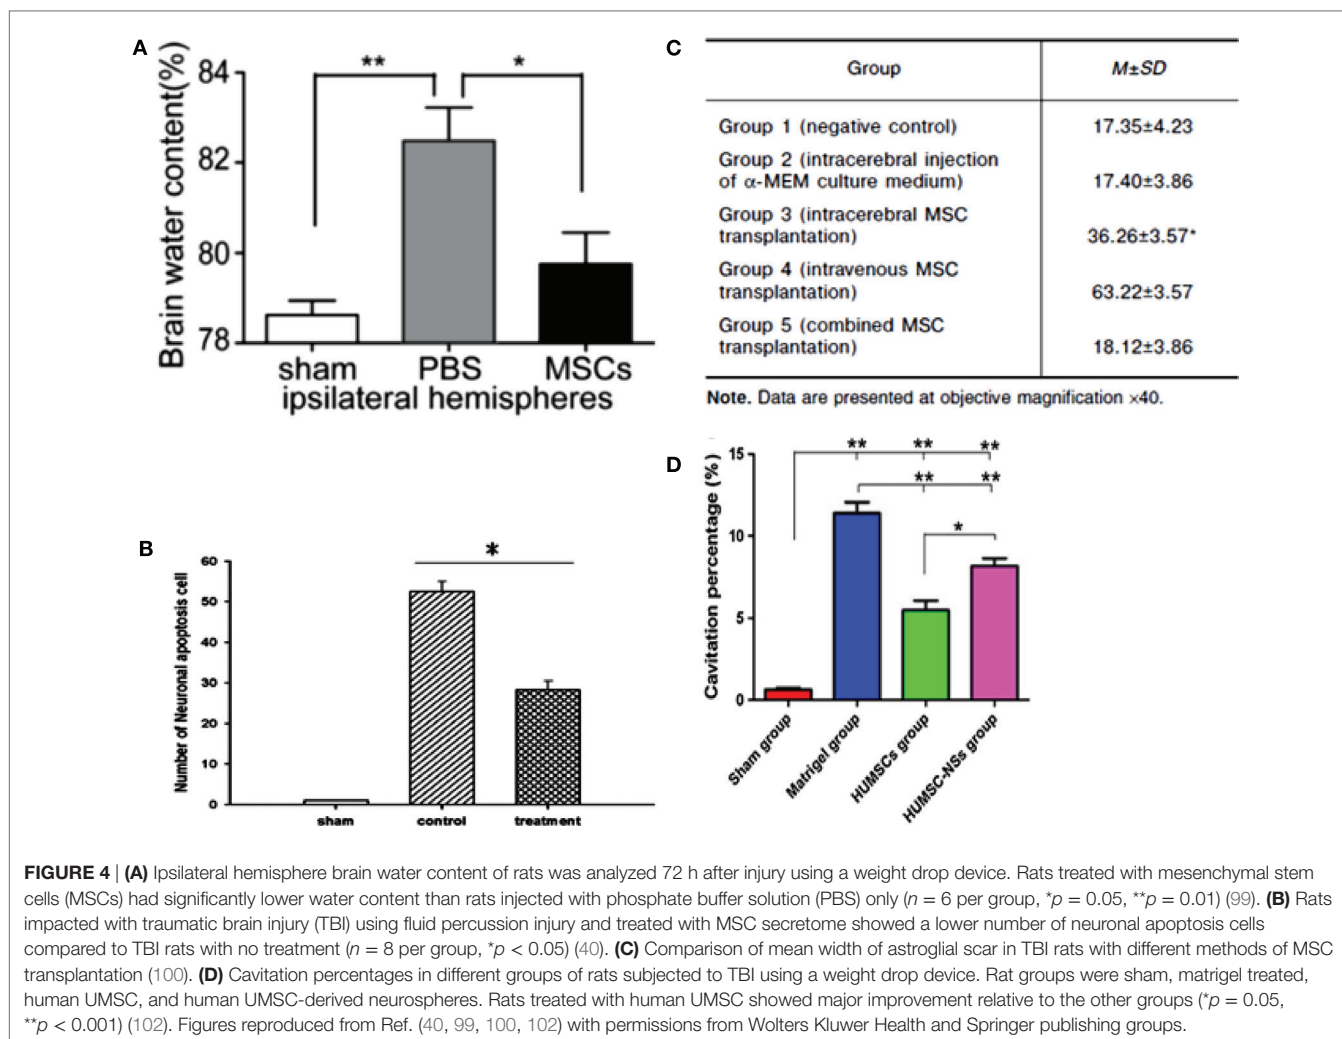 A
Brain water content(%)
84
82
80
78
**
*
sham PBS MSCs
ipsilateral hemispheres
C
Group M±SD
Group 1 (negative control) 17.35±4.23
Group 2 (intracerebral injection
of α-MEM culture medium) 17.40±3.86
Group 3 (intracerebral MSC
transplantation) 36.26±3.57*
Group 4 (intravenous MSC
transplantation) 63.22±3.57
Group 5 (combined MSC
transplantation) 18.12±3.86
Note. Data are presented at objective magnification ×40.
B
Number of Neuronal apoptosis cell
60
50
40
30
20
10
0
*
sham control treatment
D
Cavitation percentage (%)
15
10
5
0
** ** **
** **
*
Sham group
Matrigel group
HUMSCs group
HUMSC-NSs group
FIGURE 4 | (A) Ipsilateral hemisphere brain water content of rats was analyzed 72 h after injury using a weight drop device. Rats treated with mesenchymal stem
cells (MSCs) had significantly lower water content than rats injected with phosphate buffer solution (PBS) only (n = 6 per group, *p = 0.05, **p = 0.01) (99). (B) Rats
impacted with traumatic brain injury (TBI) using fluid percussion injury and treated with MSC secretome showed a lower number of neuronal apoptosis cells
compared to TBI rats with no treatment (n = 8 per group, *p < 0.05) (40). (C) Comparison of mean width of astroglial scar in TBI rats with different methods of MSC
transplantation (100). (D) Cavitation percentages in different groups of rats subjected to TBI using a weight drop device. Rat groups were sham, matrigel treated,
human UMSC, and human UMSC-derived neurospheres. Rats treated with human UMSC showed major improvement relative to the other groups (*p = 0.05,
**p < 0.001) (102). Figures reproduced from Ref. (40, 99, 100, 102) with permissions from Wolters Kluwer Health and Springer publishing groups.